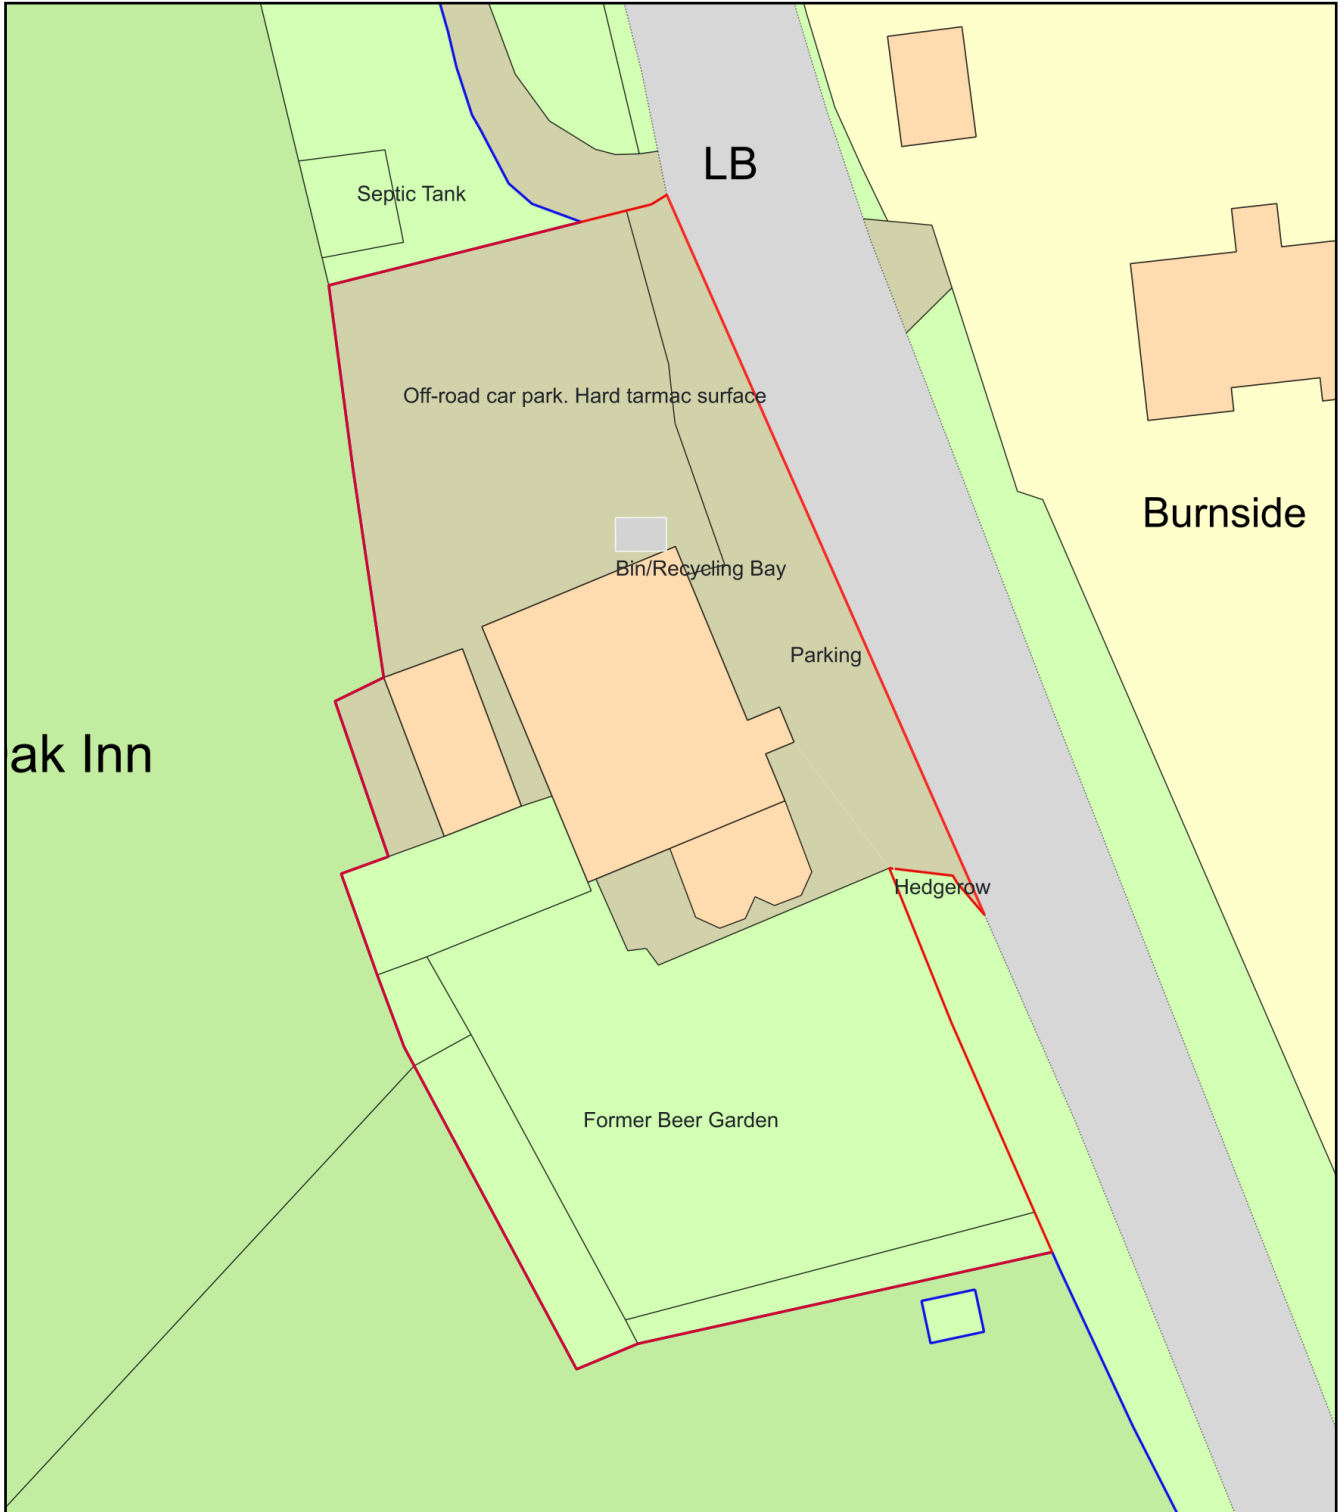 LB
Septic Tank
Off-road car park. Hard tarmac surface
Burnside
Bin/Recycling Bay
Parking
ak Inn
Hedgerow
Former Beer Garden